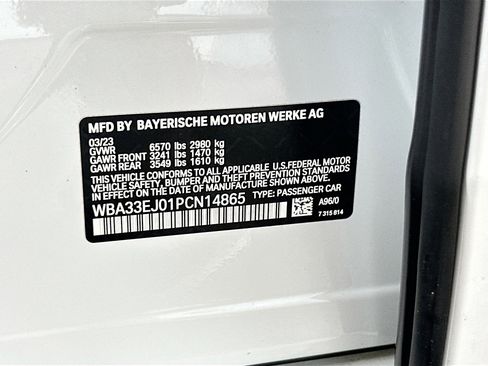 MFD BY BAYERISCHE MOTOREN WERKE AG
03/23
GVWR 6570 lbs 2980 kg
GAWR FRONT 3241 lbs 1470 kg
GAWR REAR 3549 lbs 1610 kg
THIS VEHICLE CONFORMS TO ALL APPLICABLE U.S.FEDERAL MOTOR
VEHICLE SAFETY, BUMPER, AND THEFT PREVENTION STANDARDS
IN EFFECT ON THE DATE OF MANUFACTURE SHOWN ABOVE.
WBA33EJ01PCN14865 TYPE: PASSENGER CAR
A96/0
7 315 814